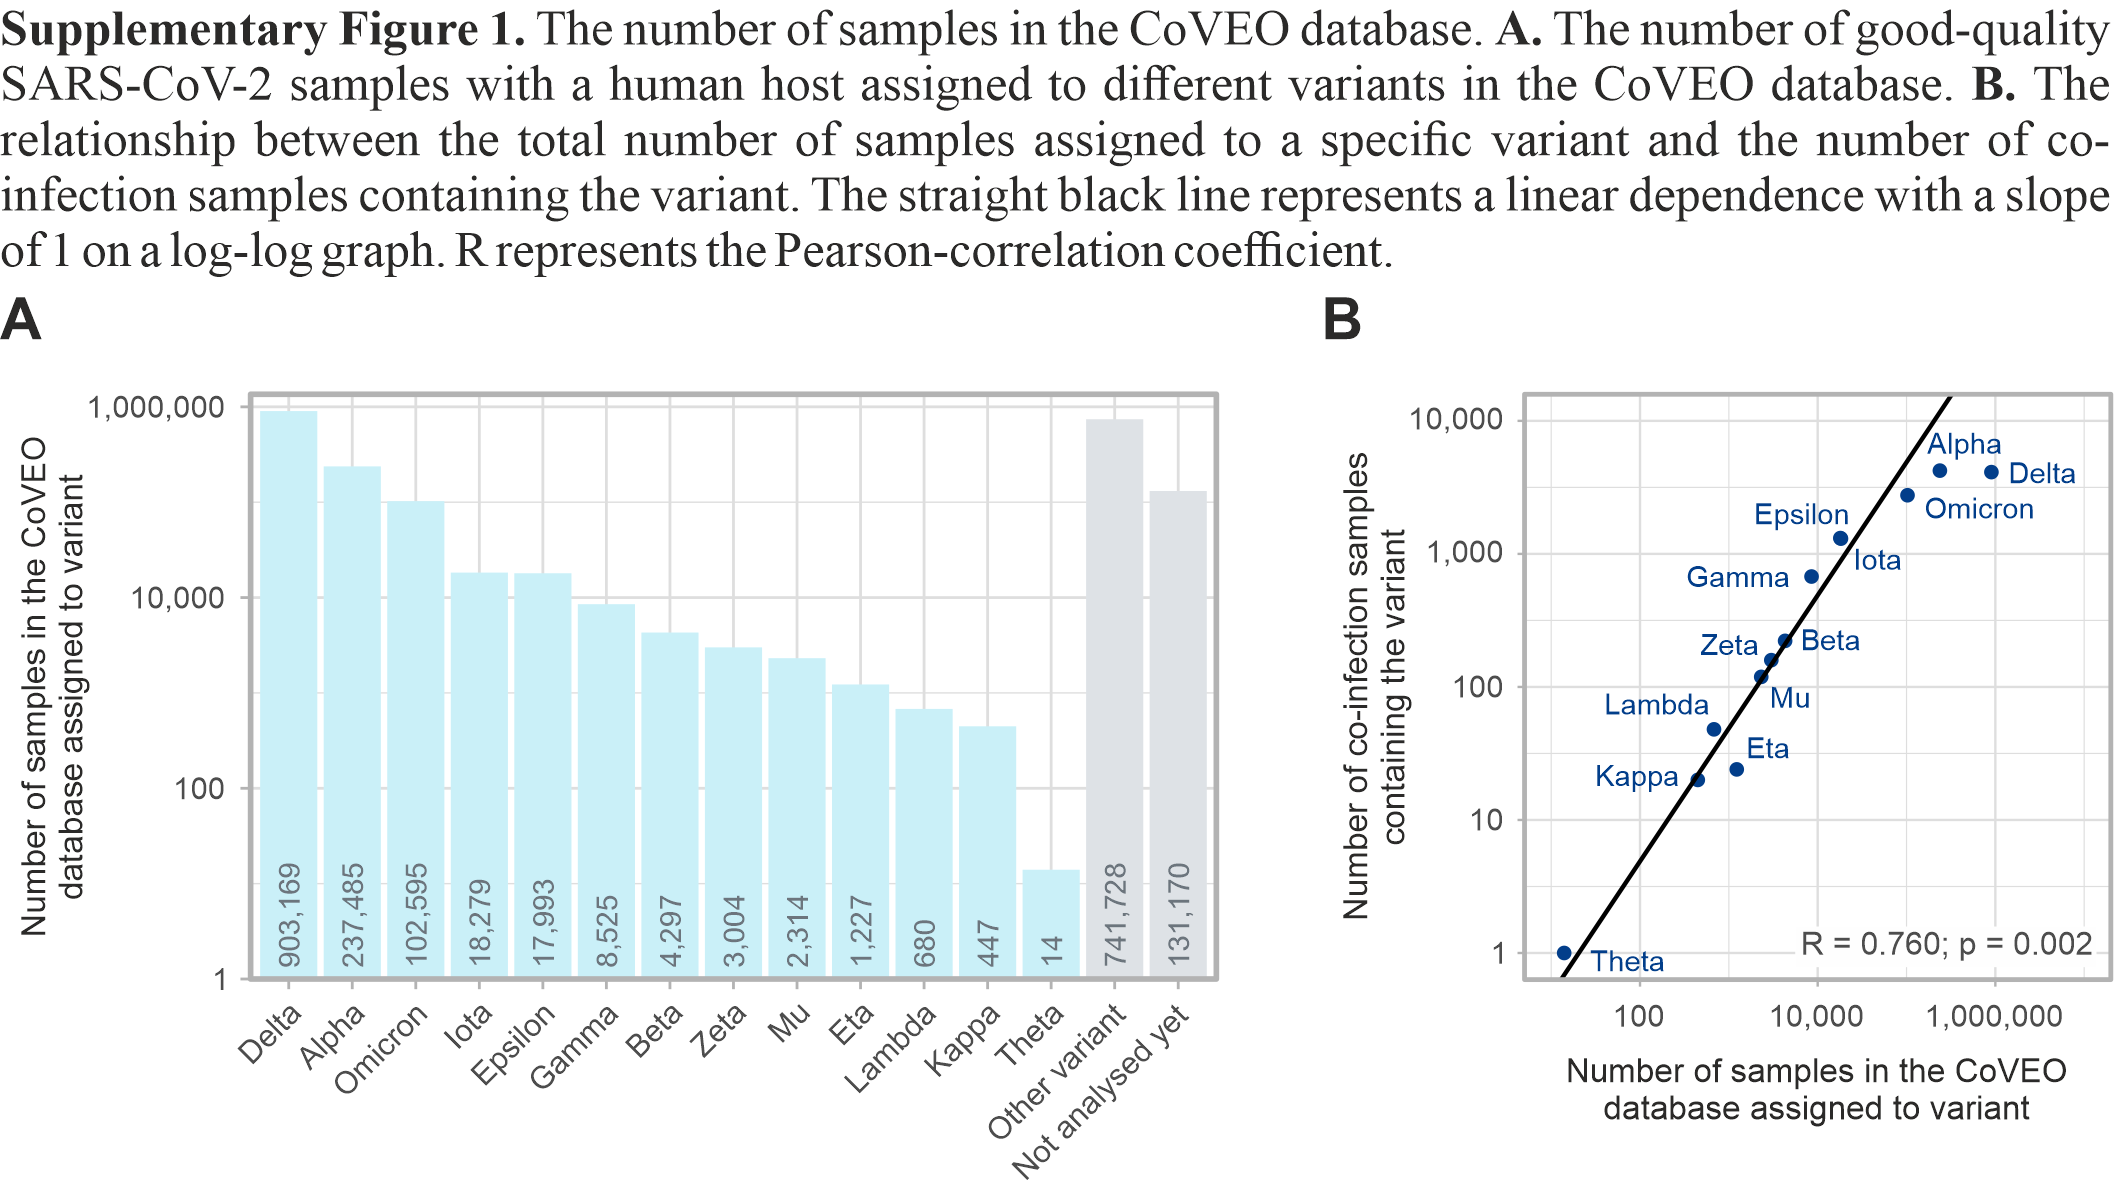 Supplementary Figure 1. The number of samples in the CoVEO database. A. The number of good-quality
SARS-CoV-2 samples with a human host assigned to different variants in the CoVEO database. B. The
relationship between the total number of samples assigned to a specific variant and the number of co-
infection samples containing the variant. The straight black line represents a linear dependence with a slope
of 1 on a log-log graph. R represents the Pearson-correlation coefficient.
A
Number of samples in the CoVEO
database assigned to variant
1,000,000
10,000
100
1
903,169
237,485
102,595
18,279
17,993
8,525
4,297
3,004
2,314
1,227
680
447
14
741,728
131,170
Delta
Alpha
Omicron
Iota
Epsilon
Gamma
Beta
Zeta
Mu
Eta
Lambda
Kappa
Theta
Other variant
Not analysed yet
B
Number of co-infection samples
containing the variant
10,000
1,000
100
10
1
Alpha
Delta
Omicron
Epsilon
Iota
Gamma
Zeta
Beta
Mu
Lambda
Eta
Kappa
Theta
R = 0.760; p = 0.002
100
10,000
1,000,000
Number of samples in the CoVEO
database assigned to variant